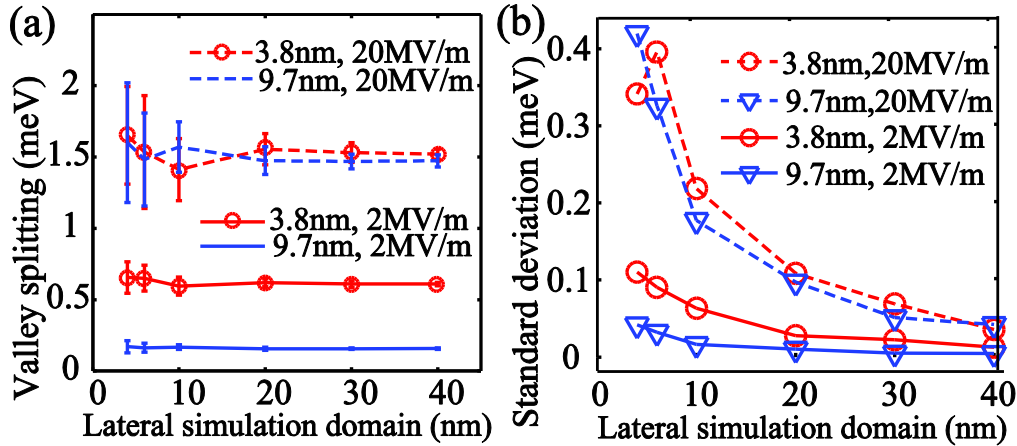 (a)
Valley splitting (meV)
2
1.5
1
0.5
0
3.8nm, 20MV/m
9.7nm, 20MV/m
3.8nm, 2MV/m
9.7nm, 2MV/m
0 10 20 30 40
Lateral simulation domain (nm)
(b)
Standard deviation (meV)
0.4
0.3
0.2
0.1
0
3.8nm,20MV/m
9.7nm,20MV/m
3.8nm, 2MV/m
9.7nm, 2MV/m
0 10 20 30 40
Lateral simulation domain (nm)